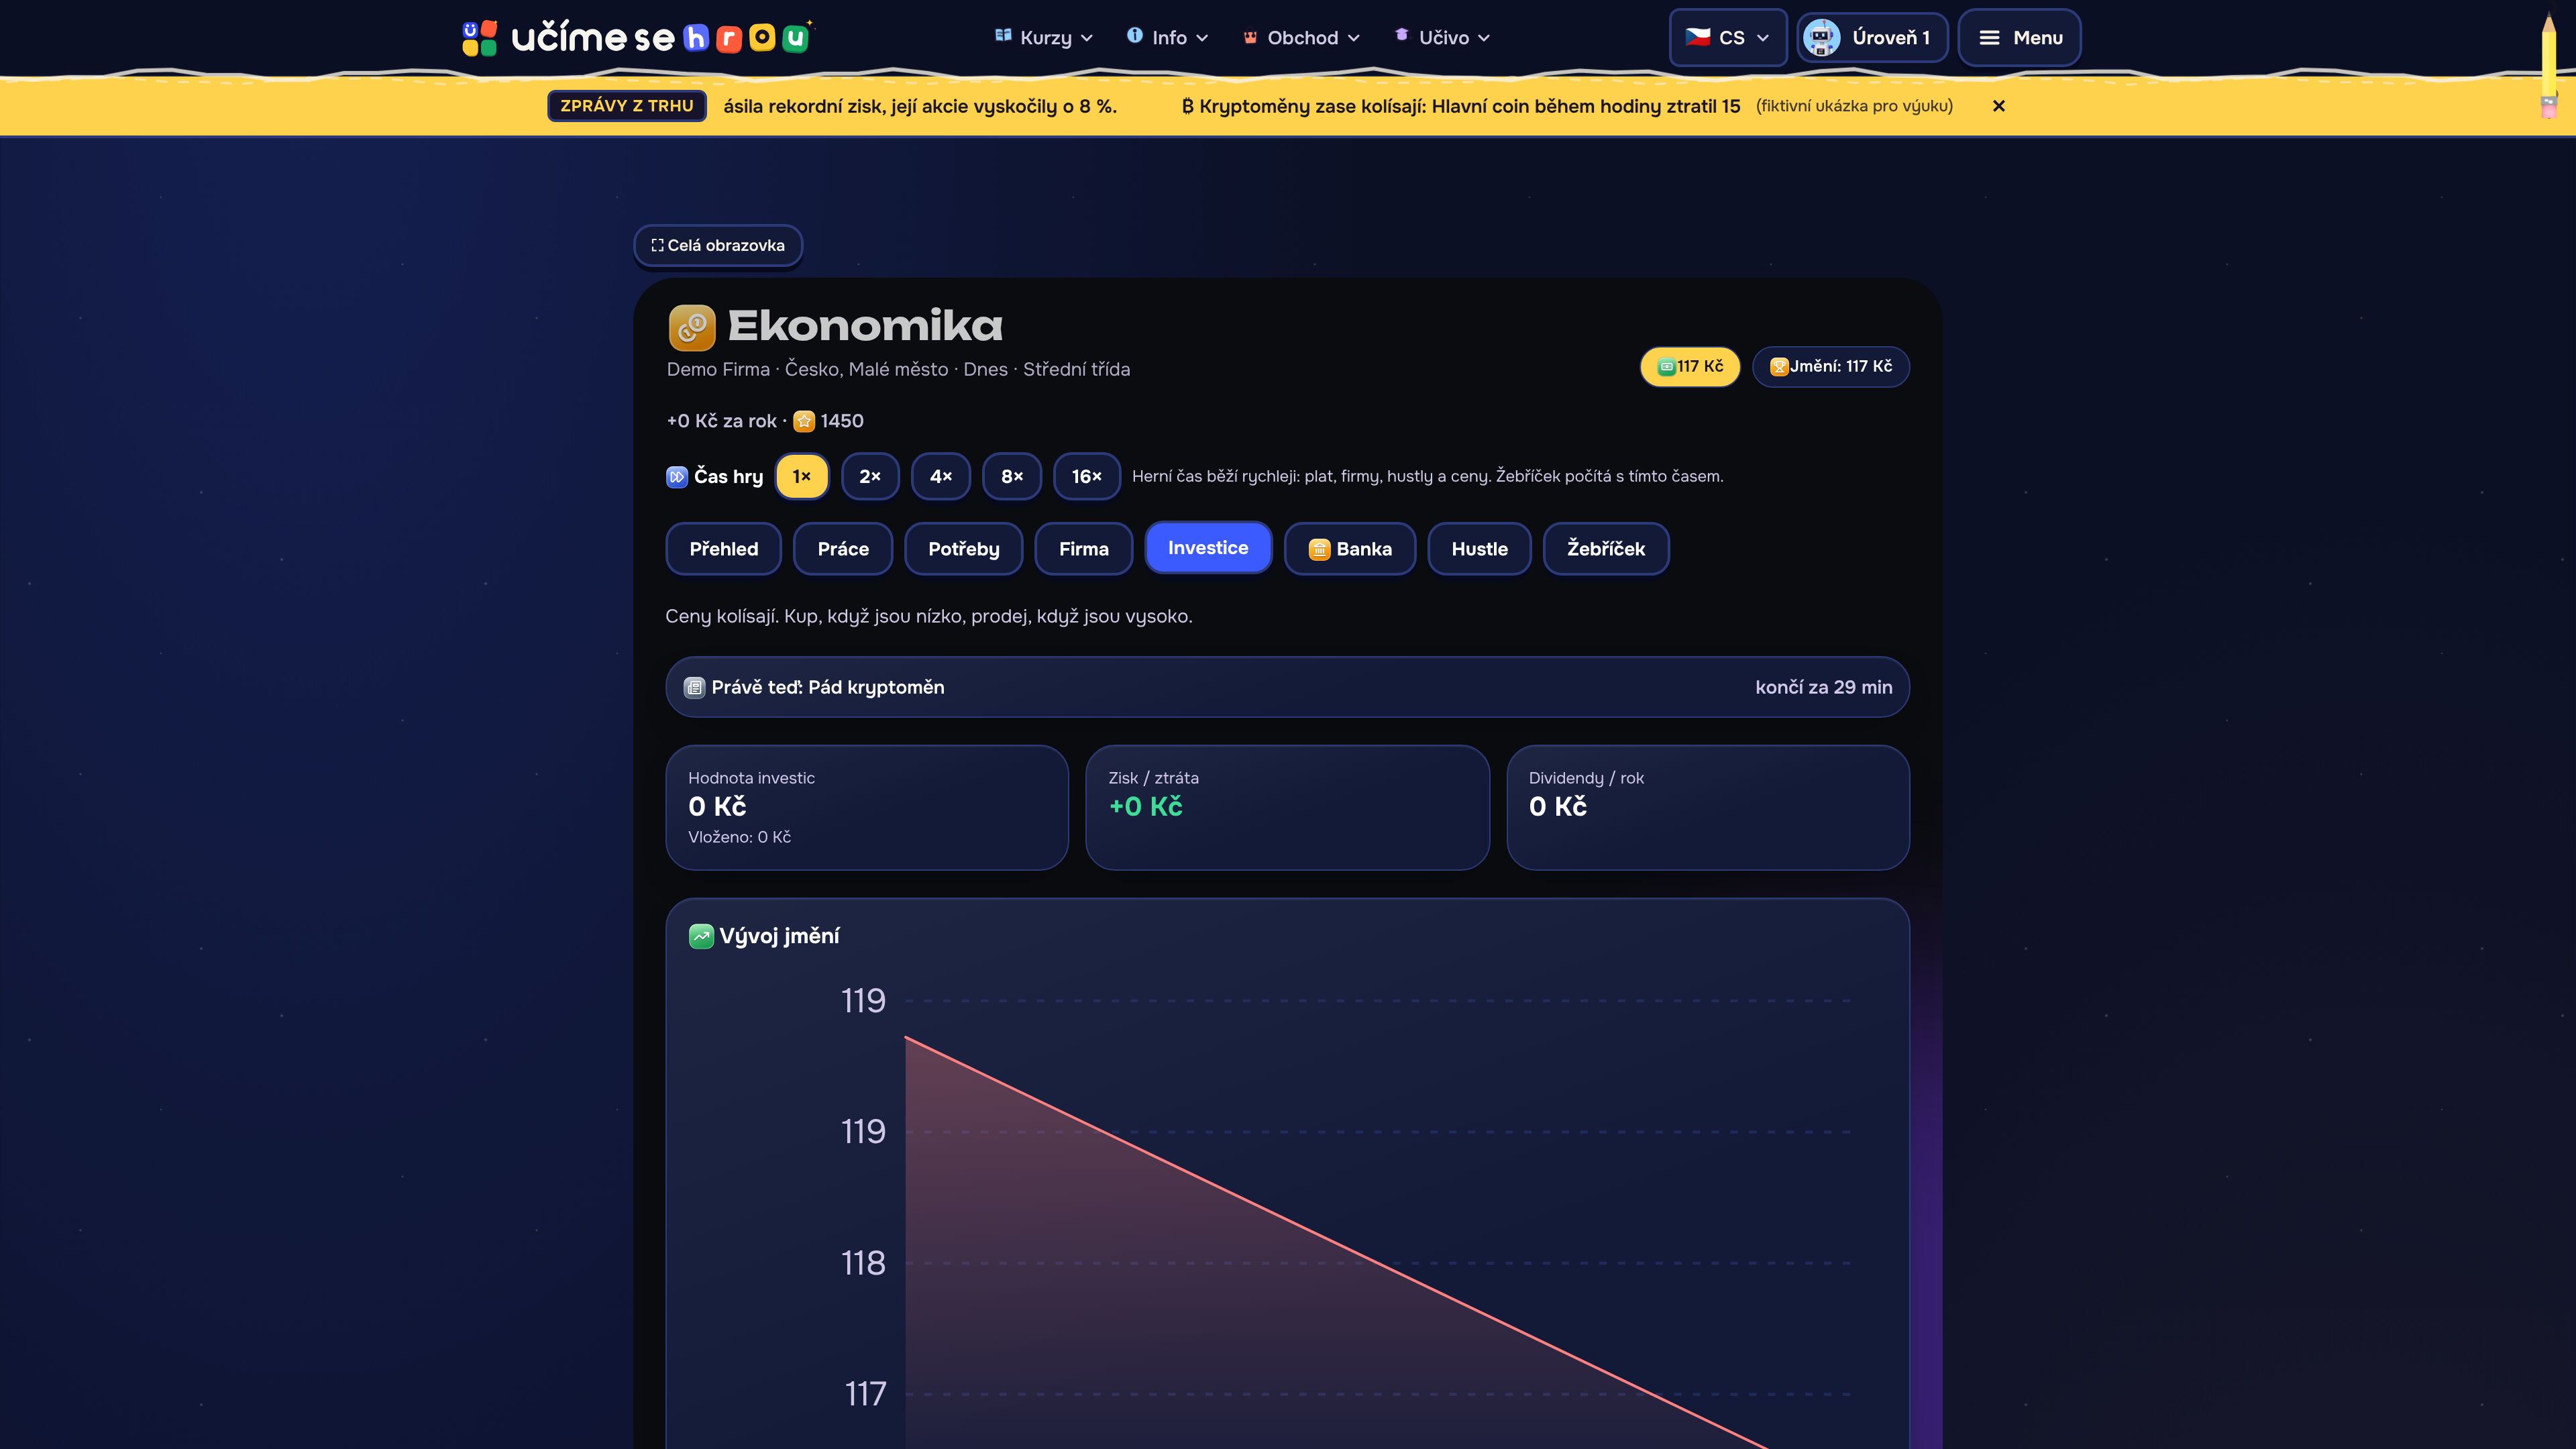 učíme se hrou
Kurzy
Info
Obchod
Učivo
CS
Úroveň 1
Menu
ZPRÁVY Z TRHU
ásila rekordní zisk, její akcie vyskočily o 8 %.
₿ Kryptoměny zase kolísají: Hlavní coin během hodiny ztratil 15
(fiktivní ukázka pro výuku)
×
Celá obrazovka
Ekonomika
Demo Firma · Česko, Malé město · Dnes · Střední třída
117 Kč
Jmění: 117 Kč
+0 Kč za rok · 1450
Čas hry
1×
2×
4×
8×
16×
Herní čas běží rychleji: plat, firmy, hustly a ceny. Žebříček počítá s tímto časem.
Přehled
Práce
Potřeby
Firma
Investice
Banka
Hustle
Žebříček
Ceny kolísají. Kup, když jsou nízko, prodej, když jsou vysoko.
Právě teď: Pád kryptoměn
končí za 29 min
Hodnota investic
0 Kč
Vloženo: 0 Kč
Zisk / ztráta
+0 Kč
Dividendy / rok
0 Kč
Vývoj jmění
119
119
118
117